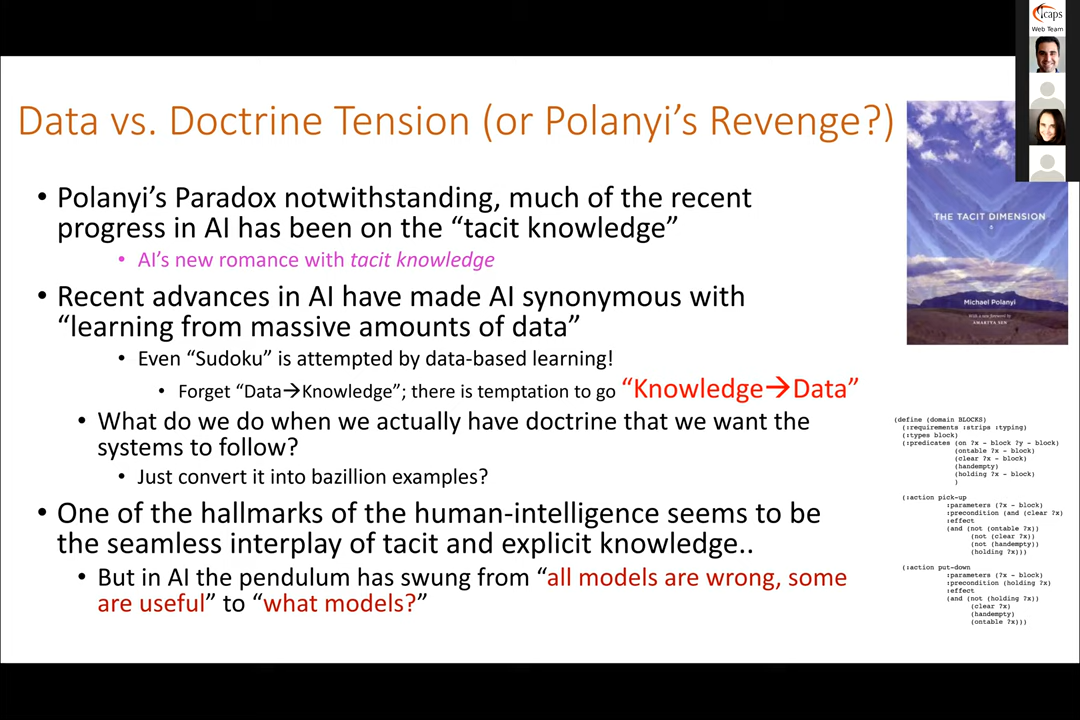 icaps
Web Team
Data vs. Doctrine Tension (or Polanyi's Revenge?)
• Polanyi's Paradox notwithstanding, much of the recent
progress in AI has been on the “tacit knowledge”
• AI's new romance with tacit knowledge
• Recent advances in AI have made AI synonymous with
“learning from massive amounts of data”
• Even “Sudoku” is attempted by data-based learning!
• Forget “Data→Knowledge”; there is temptation to go “Knowledge→Data”
• What do we do when we actually have doctrine that we want the
systems to follow?
• Just convert it into bazillion examples?
• One of the hallmarks of the human-intelligence seems to be
the seamless interplay of tacit and explicit knowledge..
• But in AI the pendulum has swung from “all models are wrong, some
are useful” to “what models?”
THE TACIT DIMENSION
Michael Polanyi
With a new foreword by
AMARTYA SEN
(define (domain BLOCKS)
(:requirements :strips :typing)
(:types block)
(:predicates (on ?x - block ?y - block)
(ontable ?x - block)
(clear ?x - block)
(handempty)
(holding ?x - block)
)
(:action pick-up
:parameters (?x - block)
:precondition (and (clear ?x)
:effect
(and (not (ontable ?x))
(not (clear ?x))
(not (handempty))
(holding ?x)))
(:action put-down
:parameters (?x - block)
:precondition (holding ?x)
:effect
(and (not (holding ?x))
(clear ?x)
(handempty)
(ontable ?x)))